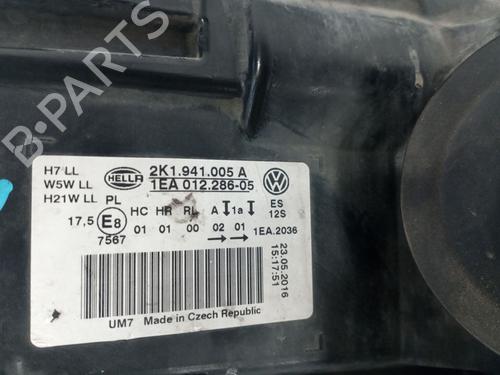 B-PARTS
H7 LL
W5W LL
H21W LL PL
HELLA
2K1.941.005 A
1EA 012.286-05
17,5 E8 HC HR RL A 1a
7567 01 01 00 02 01
ES
12S
1EA.2036
23.05.2016
15:17:51
UM7 Made in Czech Republic